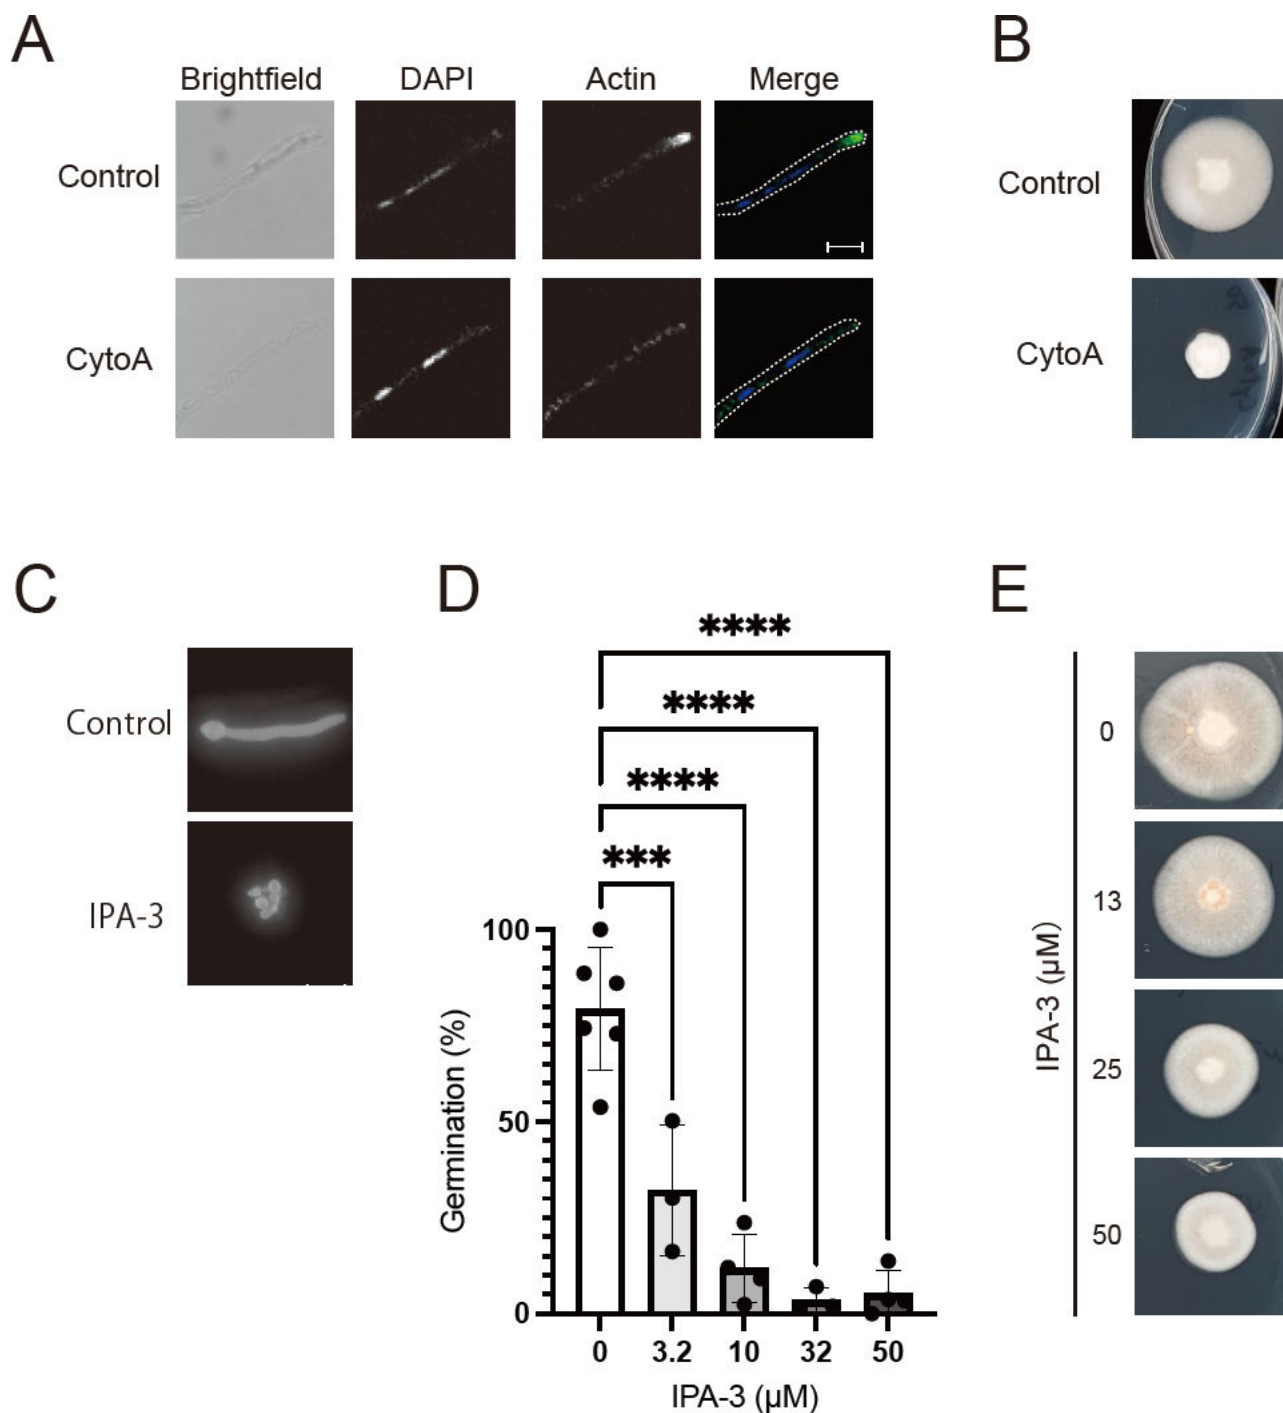 A
B
Brightfield DAPI Actin Merge
Control
Control
CytoA
CytoA
C
D
E
Control
IPA-3
****
****
****
***
100
50
0
Germination (%)
0 3.2 10 32 50
IPA-3 (µM)
IPA-3 (µM)
0
13
25
50